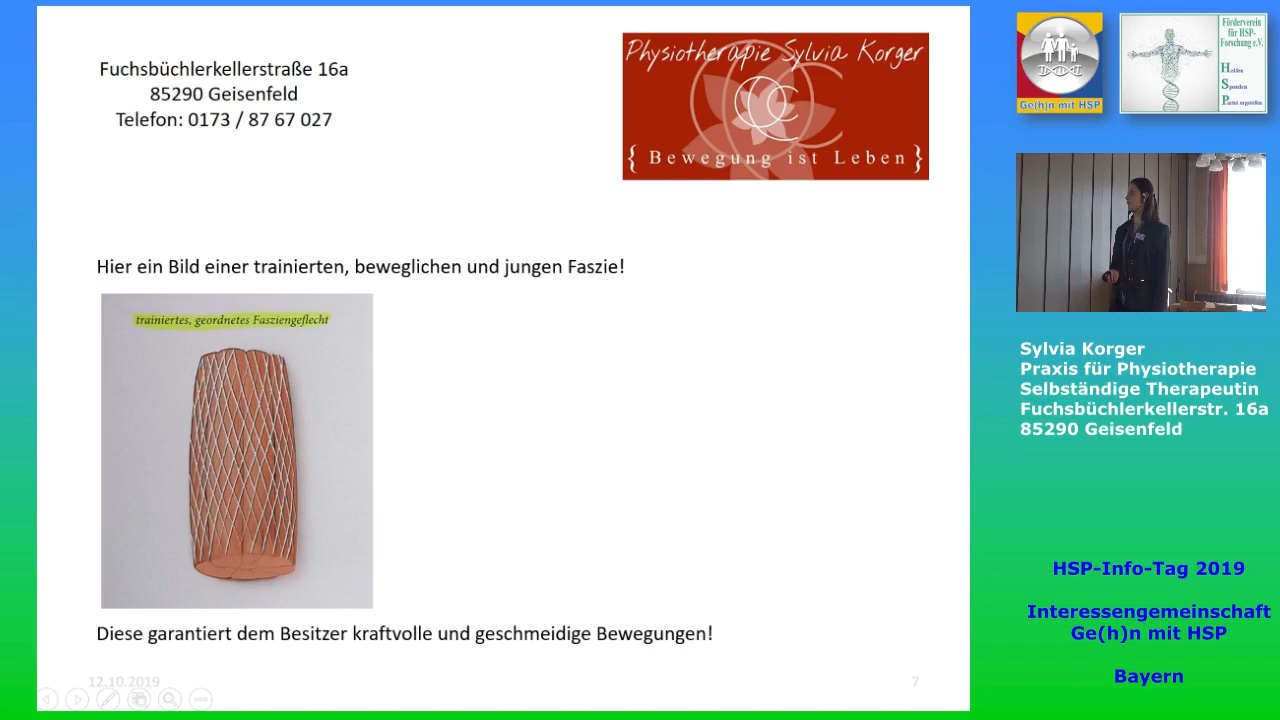 Fuchsbüchlerkellerstraße 16a
85290 Geisenfeld
Telefon: 0173 / 87 67 027
Physiotherapie Sylvia Korger
{ Bewegung ist Leben }
Hier ein Bild einer trainierten, beweglichen und jungen Faszie!
trainiertes, geordnetes Fasziengeflecht
Diese garantiert dem Besitzer kraftvolle und geschmeidige Bewegungen!
12.10.2019
7
Ge(h)n mit HSP
Förderverein
für HSP-
Forschung e.V.
Helfen
Spenden
Partei ergreifen
Sylvia Korger
Praxis für Physiotherapie
Selbständige Therapeutin
Fuchsbüchlerkellerstr. 16a
85290 Geisenfeld
HSP-Info-Tag 2019
Interessengemeinschaft
Ge(h)n mit HSP
Bayern